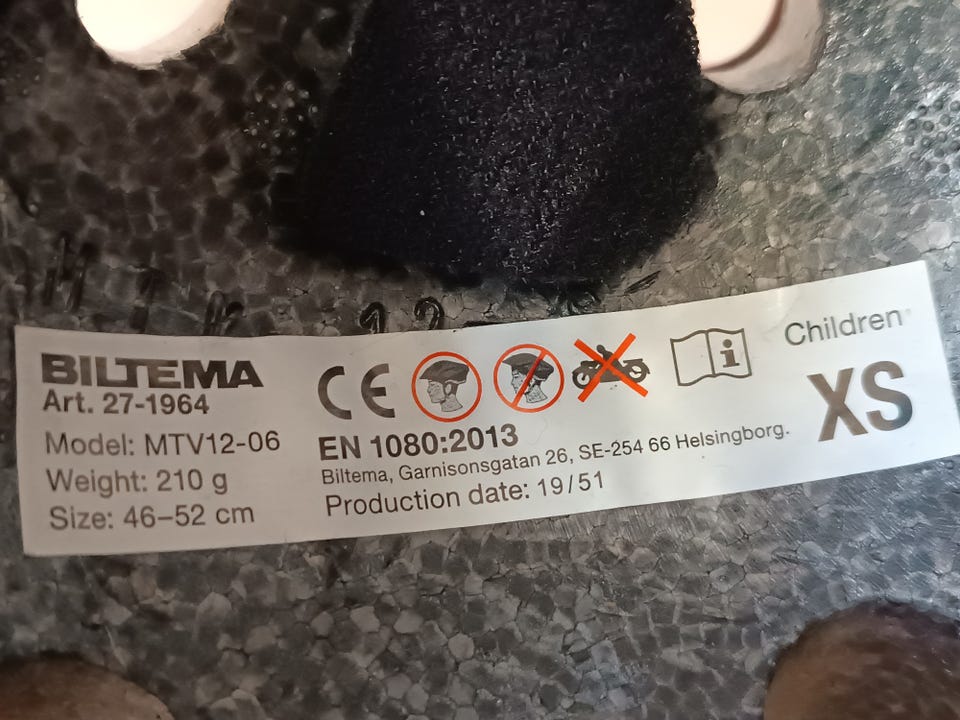 BILTEMA
Art. 27-1964
Model: MTV12-06
Weight: 210 g
Size: 46–52 cm
CE
EN 1080:2013
Biltema, Garnisonsgatan 26, SE-254 66 Helsingborg.
Production date: 19/51
i
Children
XS